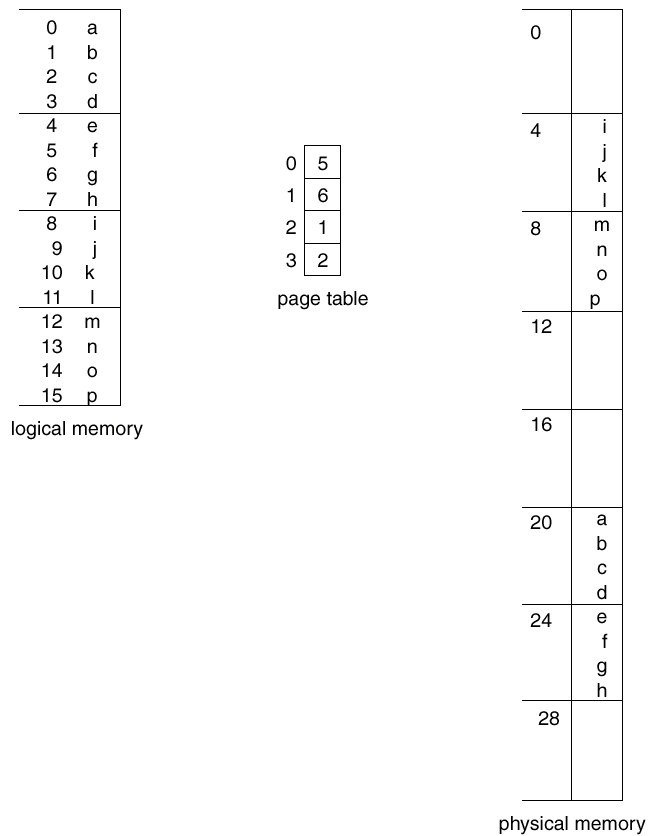 0 a
1 b
2 c
3 d
4 e
5 f
6 g
7 h
8 i
9 j
10 k
11 l
12 m
13 n
14 o
15 p
logical memory
0 5
1 6
2 1
3 2
page table
0
4 i
j
k
l
8 m
n
o
p
12
16
20 a
b
c
d
24 e
f
g
h
28
physical memory